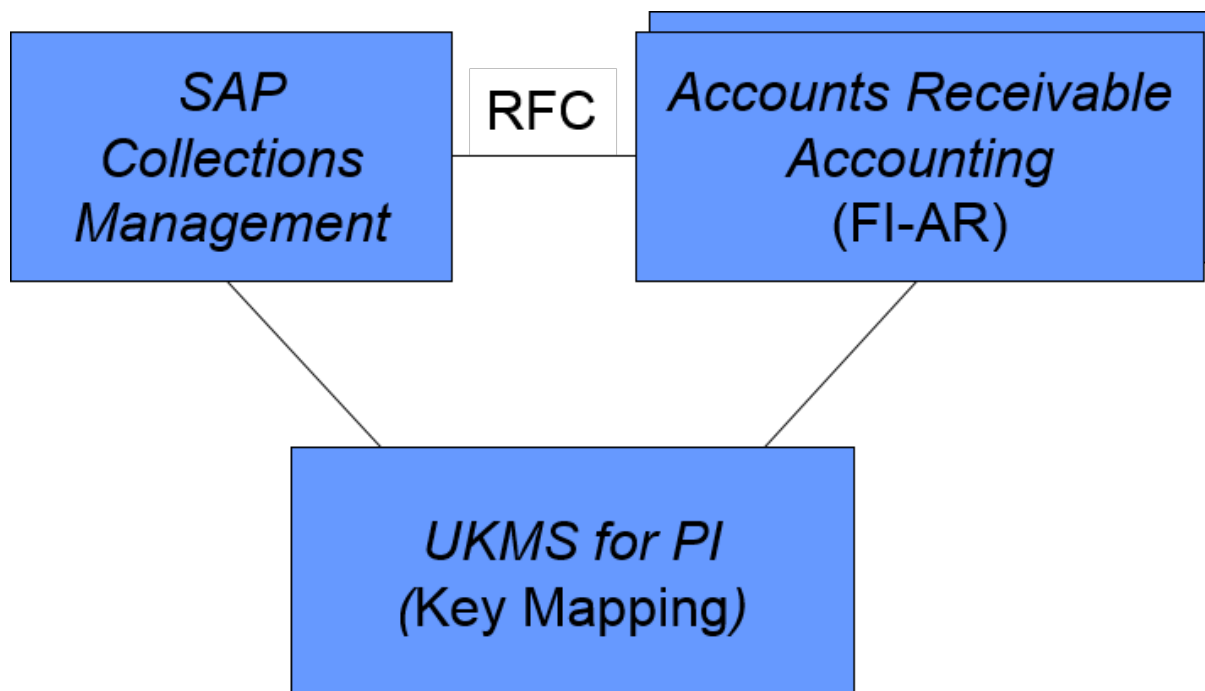 SAP
Collections
Management
RFC
Accounts Receivable
Accounting
(FI-AR)
UKMS for PI
(Key Mapping)